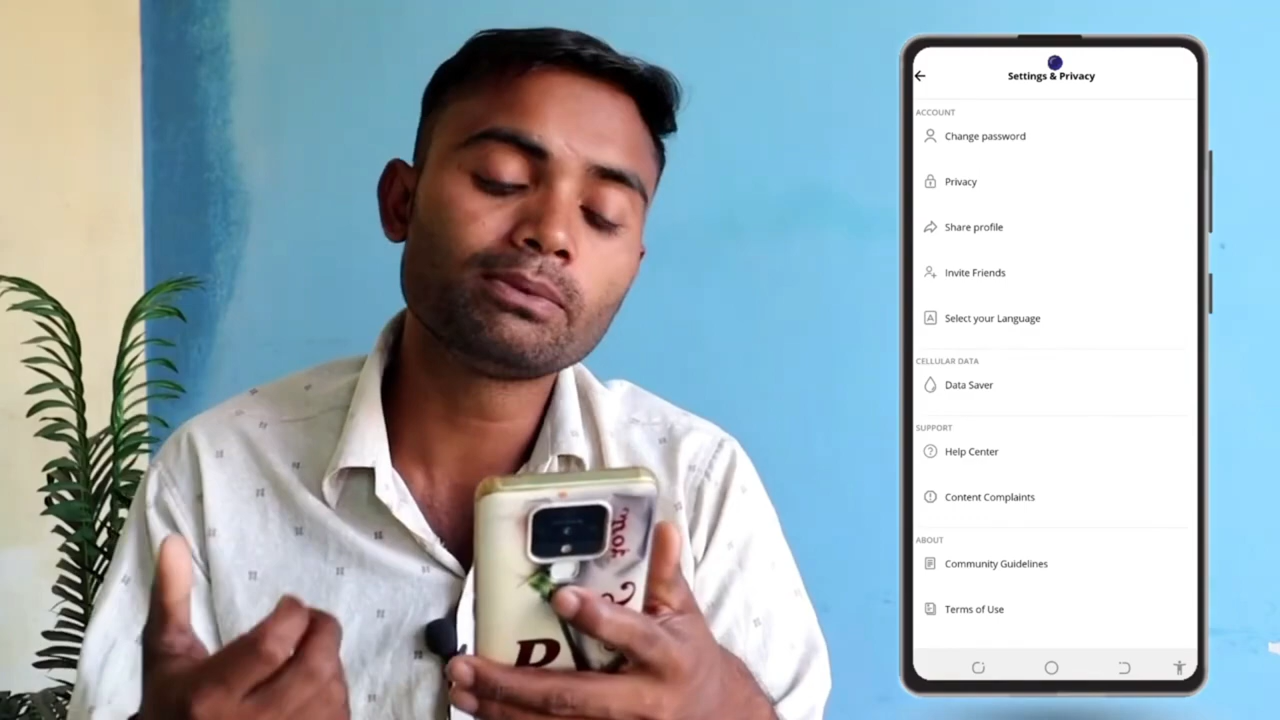 Settings & Privacy
ACCOUNT
Change password
Privacy
Share profile
Invite Friends
Select your Language
CELLULAR DATA
Data Saver
SUPPORT
Help Center
Content Complaints
ABOUT
Community Guidelines
Terms of Use